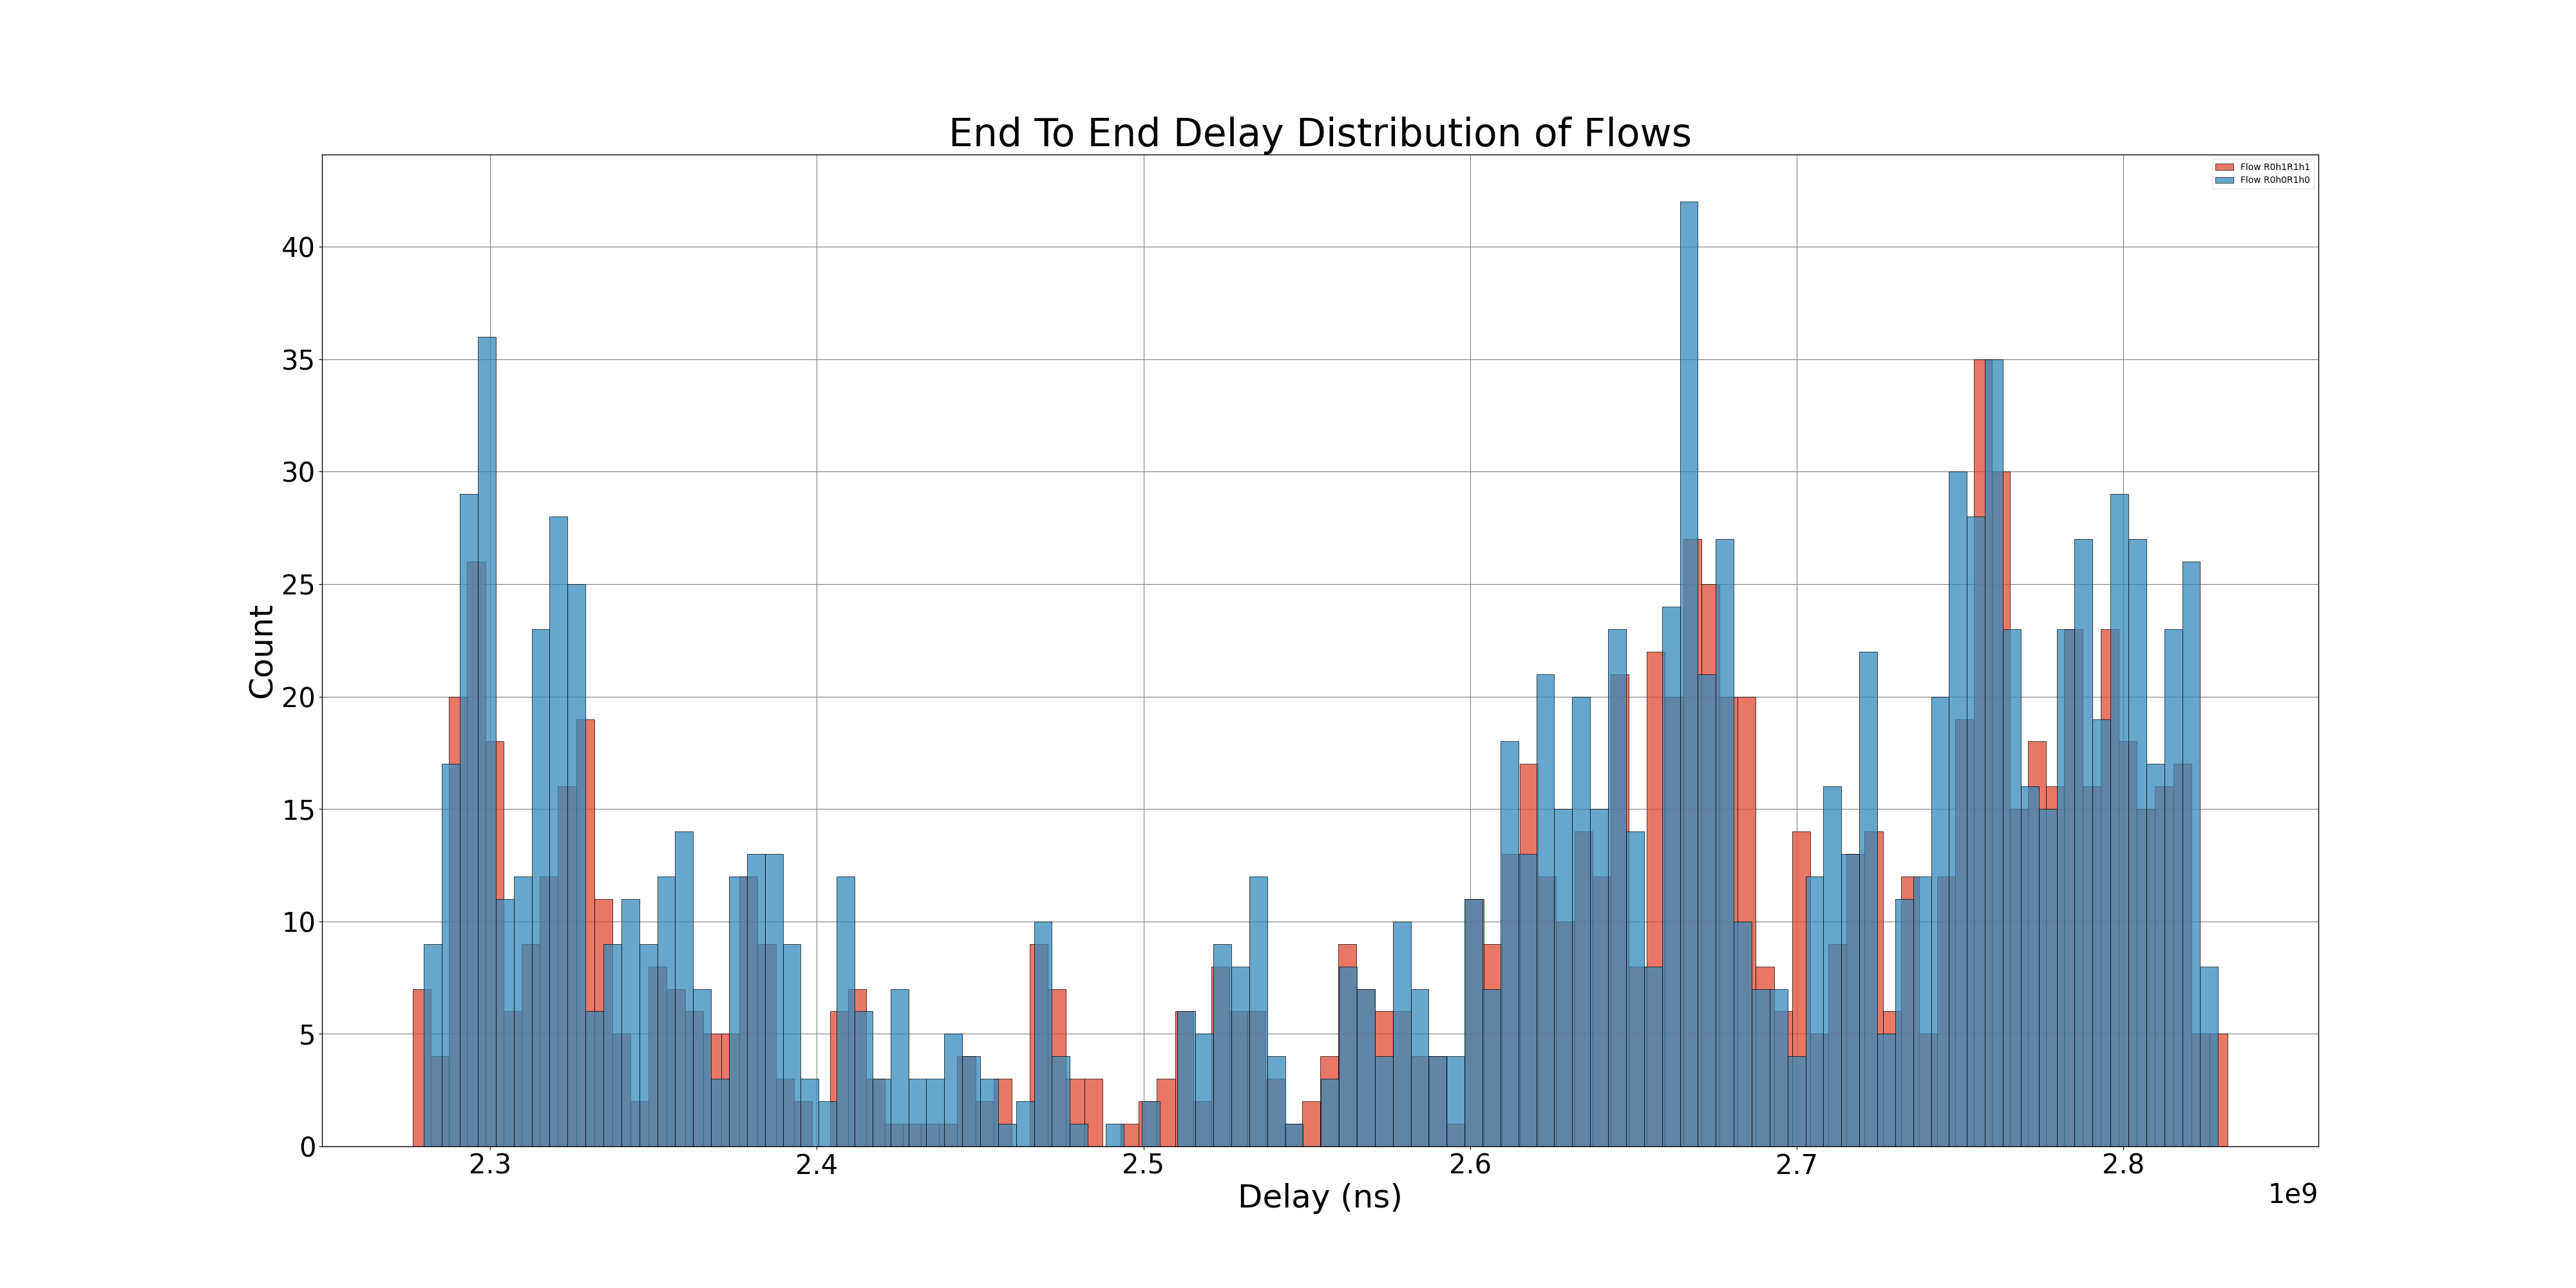 End To End Delay Distribution of Flows
Flow R0h1R1h1
Flow R0h0R1h0
40
35
30
25
20
15
10
5
0
Count
2.3 2.4 2.5 2.6 2.7 2.8
Delay (ns)
1e9